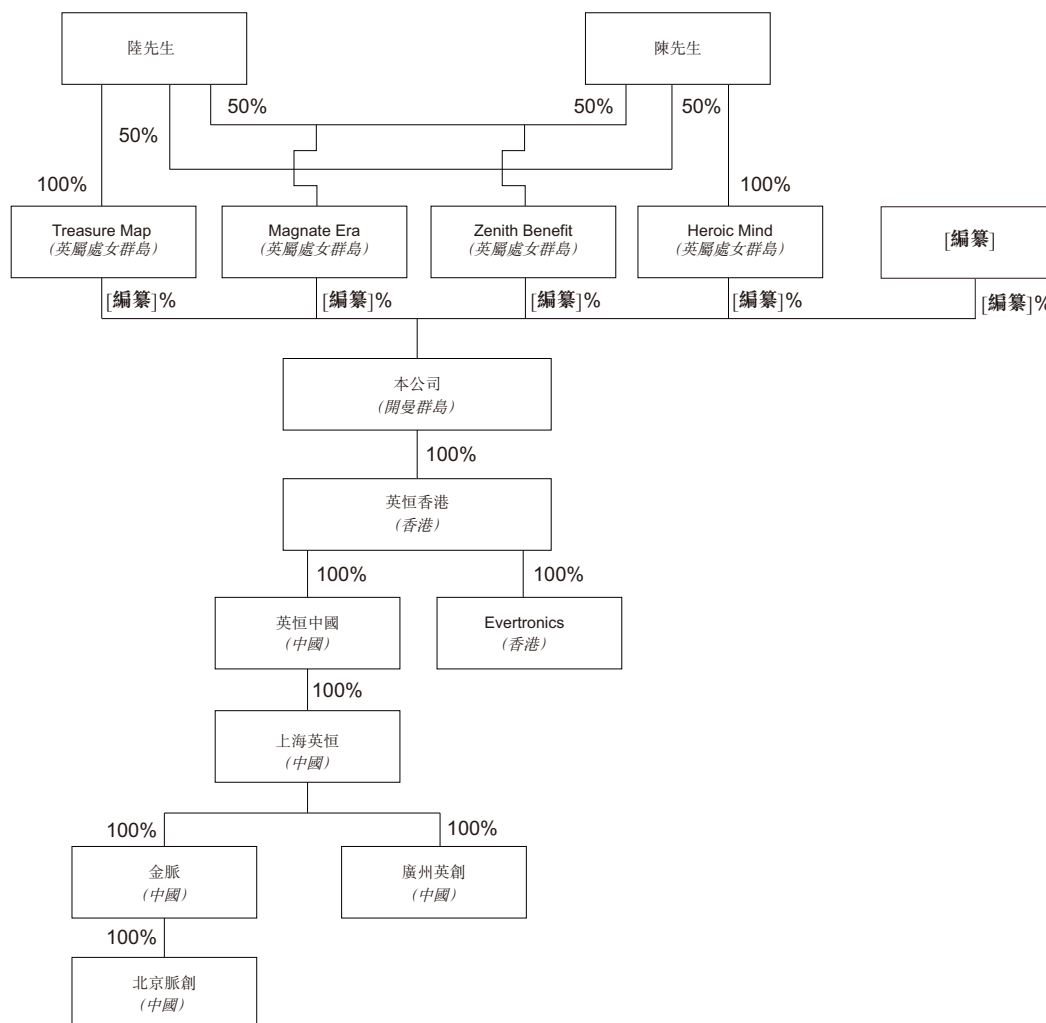 陸先生
陳先生
50%
50%
50%
50%
100%
100%
Treasure Map
(英屬處女群島)
Magnate Era
(英屬處女群島)
Zenith Benefit
(英屬處女群島)
Heroic Mind
(英屬處女群島)
[編纂]
[編纂]%
[編纂]%
[編纂]%
[編纂]%
[編纂]%
本公司
(開曼群島)
100%
英恒香港
(香港)
100%
100%
英恒中國
(中國)
Evertronics
(香港)
100%
上海英恒
(中國)
100%
100%
金脈
(中國)
廣州英創
(中國)
100%
北京脈創
(中國)